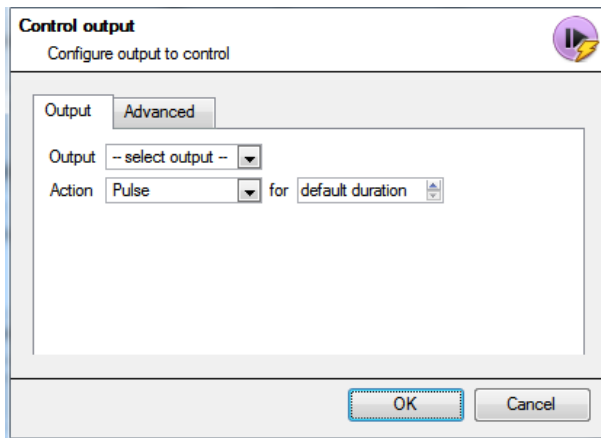 Control output
Configure output to control
Output Advanced
Output -- select output --
Action Pulse for default duration
OK Cancel